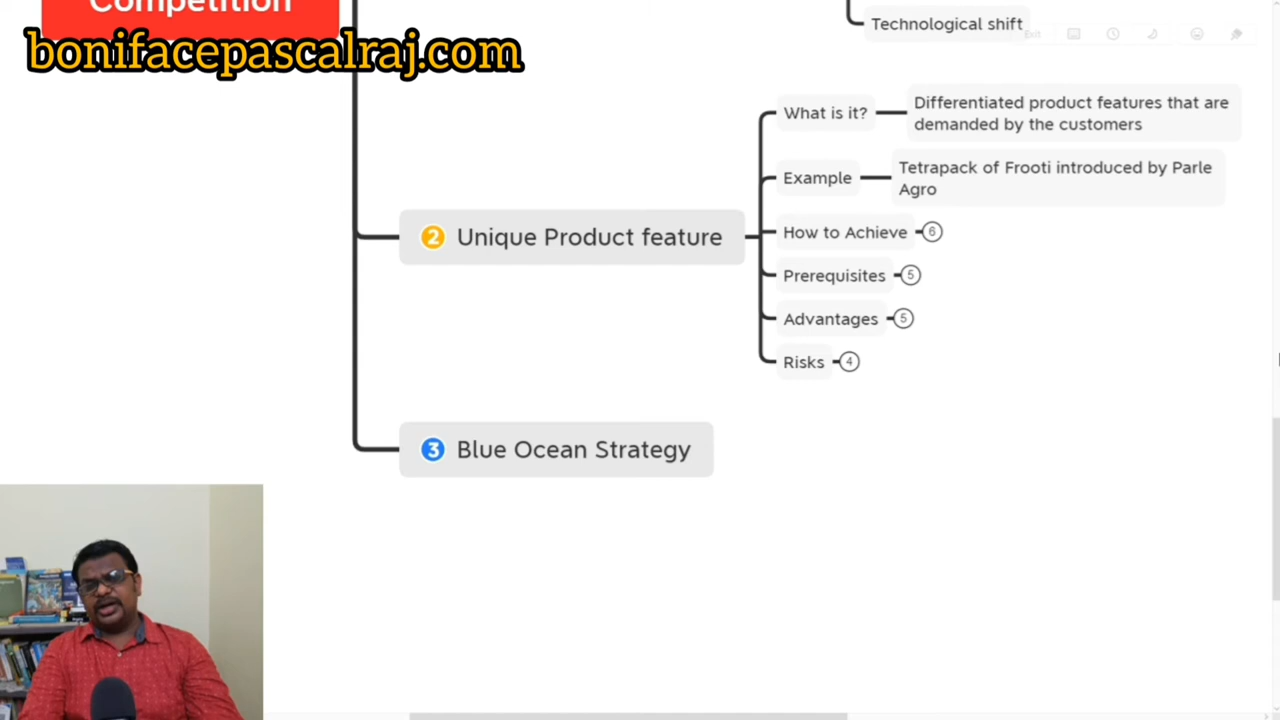 Competition
bonifacepascalraj.com
Technological shift
Exit
What is it?
Differentiated product features that are
demanded by the customers
Example
Tetrapack of Frooti introduced by Parle
Agro
2 Unique Product feature
How to Achieve 6
Prerequisites 5
Advantages 5
Risks 4
3 Blue Ocean Strategy